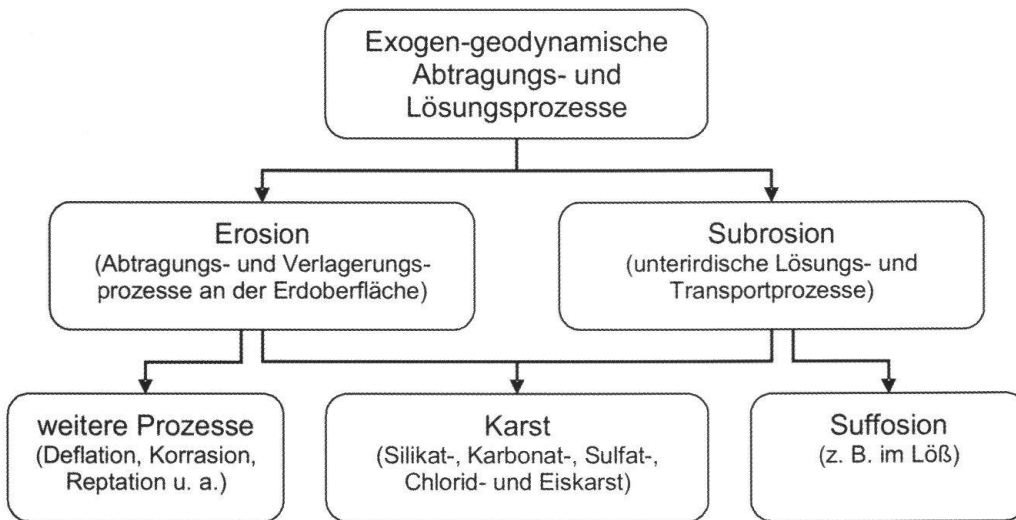 Exogen-geodynamische
Abtragungs- und
Lösungsprozesse
Erosion
(Abtragungs- und Verlagerungs-
prozesse an der Erdoberfläche)
Subrosion
(unterirdische Lösungs- und
Transportprozesse)
weitere Prozesse
(Deflation, Korrasion,
Reptation u. a.)
Karst
(Silikat-, Karbonat-, Sulfat-,
Chlorid- und Eiskarst)
Suffosion
(z. B. im Löß)